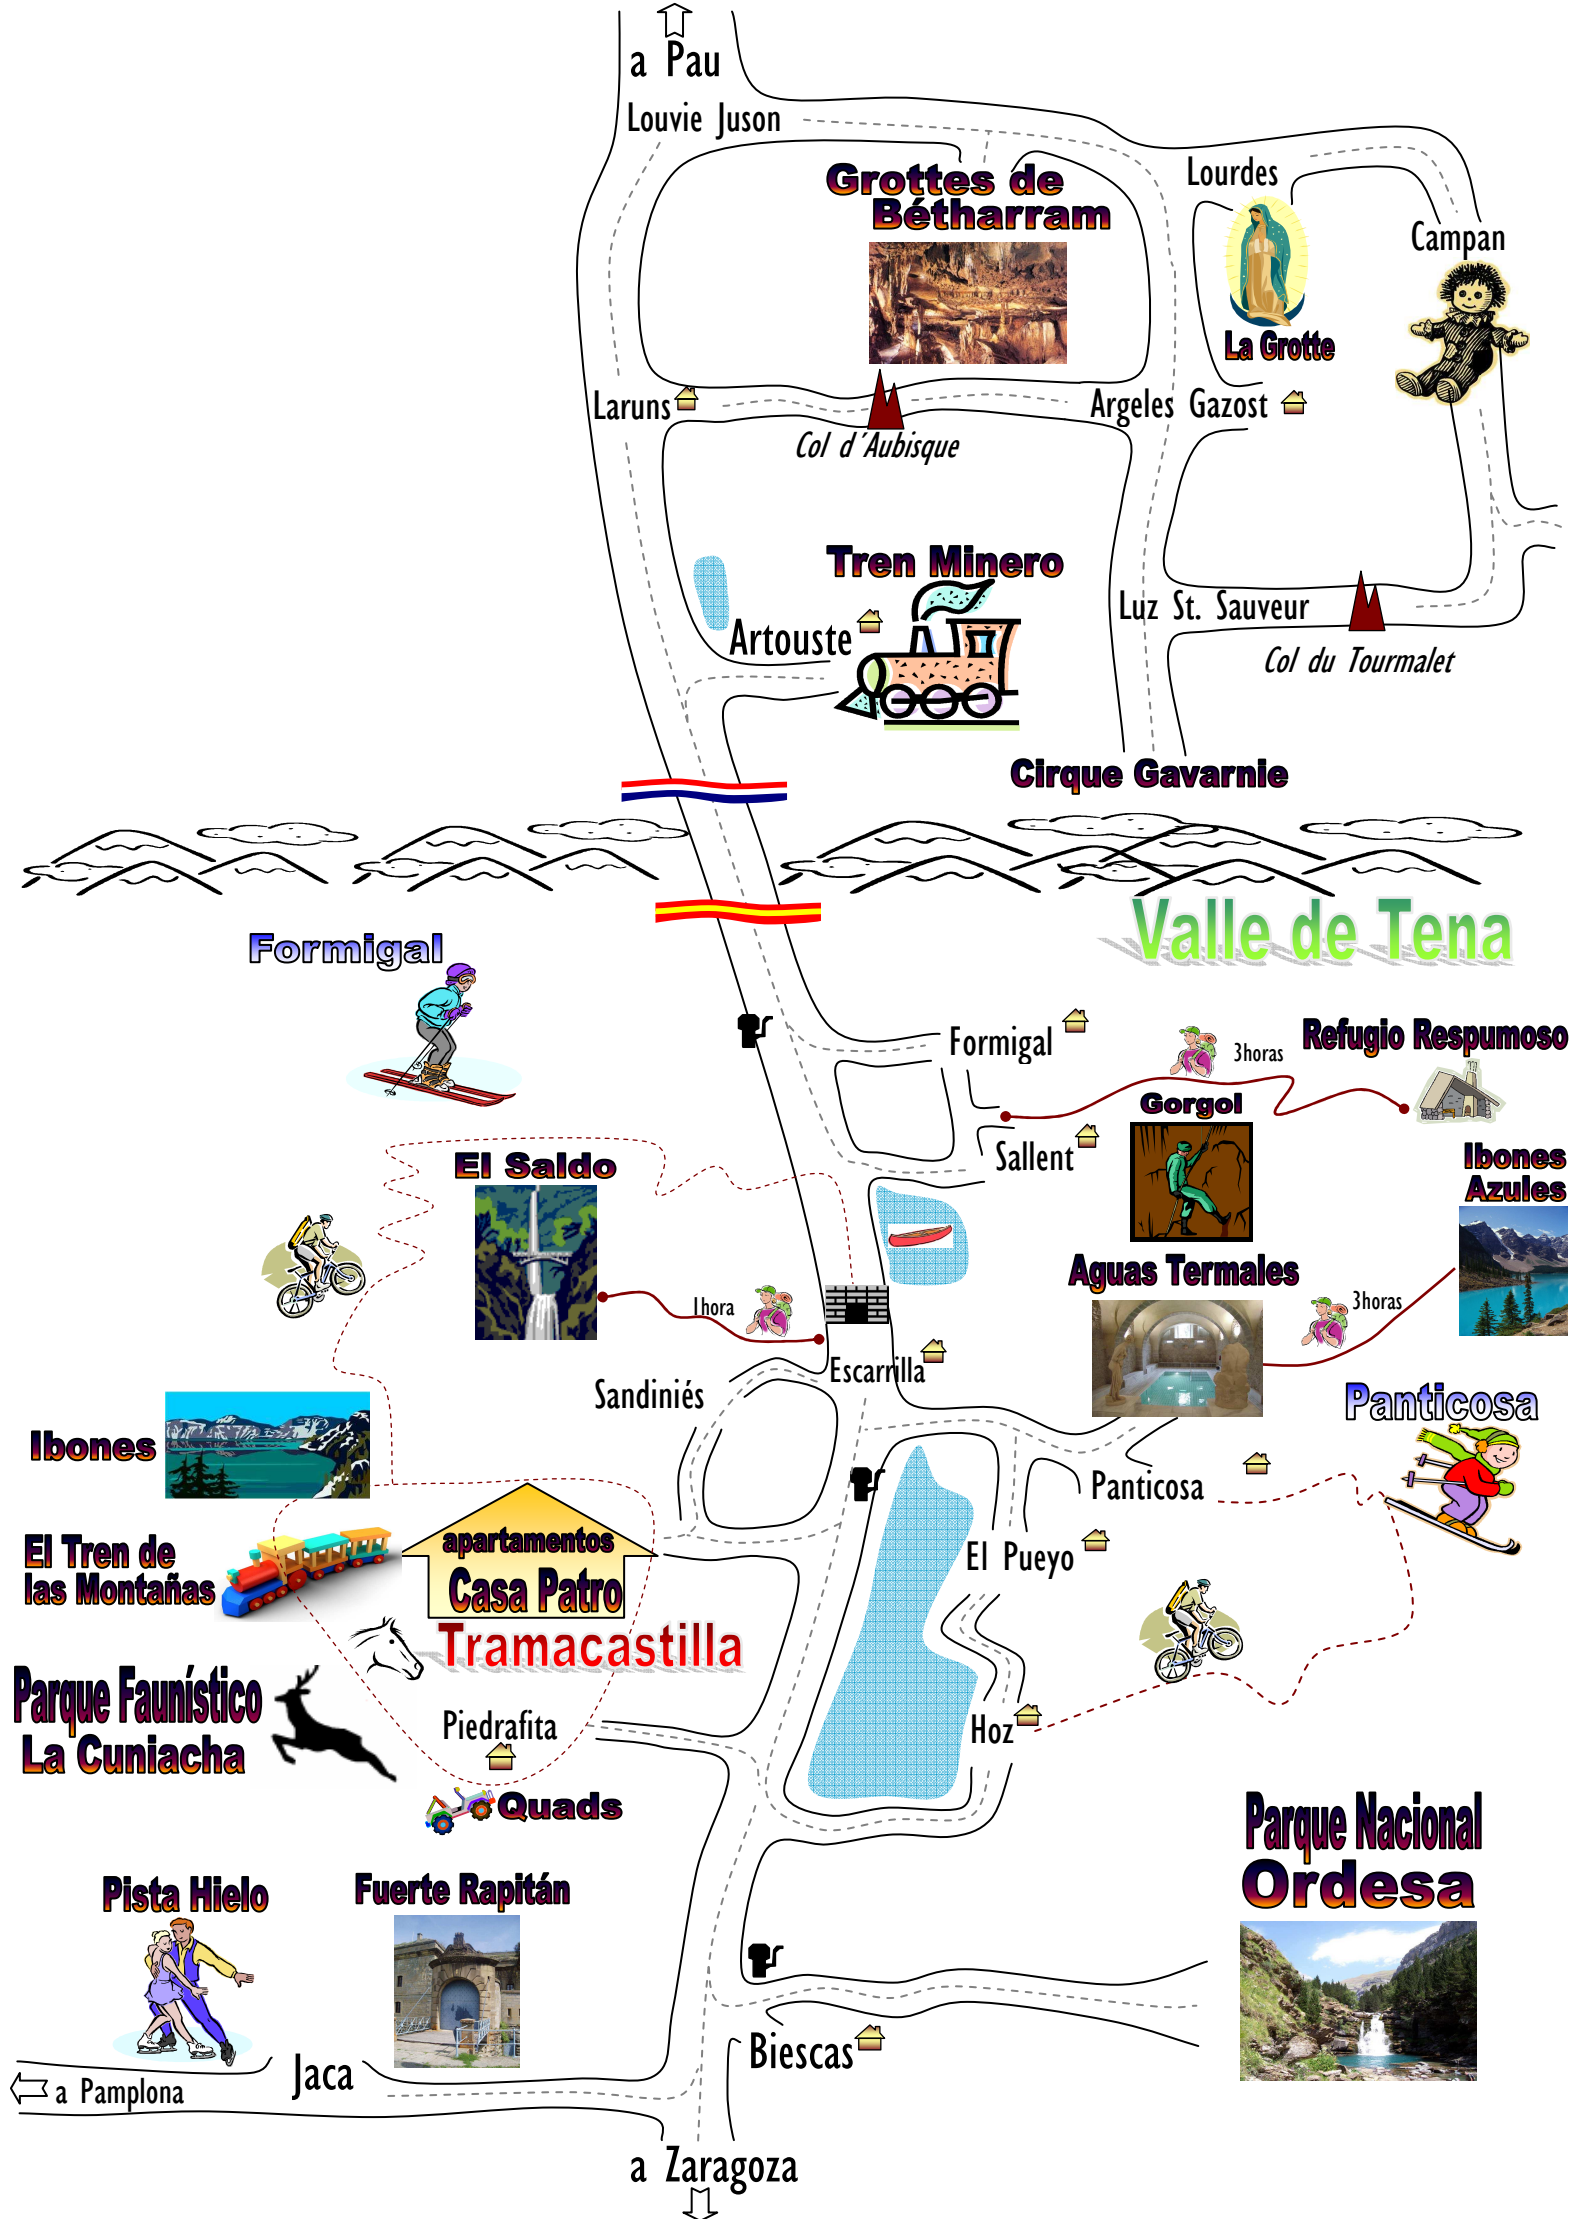 a Pau
Louvie Juson
Grottes de
Bétharram
Lourdes
Campan
La Grotte
Laruns
Argeles Gazost
Col d´Aubisque
Tren Minero
Artouste
Luz St. Sauveur
Col du Tourmalet
Cirque Gavarnie
Valle de Tena
Formigal
Formigal
3horas
Refugio Respumoso
Gorgol
Sallent
El Saldo
Ibones
Azules
Aguas Termales
1hora
3horas
Escarrilla
Sandiniés
Panticosa
Ibones
Panticosa
El Tren de
las Montañas
apartamentos
Casa Patro
El Pueyo
Tramacastilla
Parque Faunístico
La Cuniacha
Piedrafita
Hoz
Quads
Parque Nacional
Ordesa
Pista Hielo
Fuerte Rapitán
Biescas
Jaca
a Pamplona
a Zaragoza